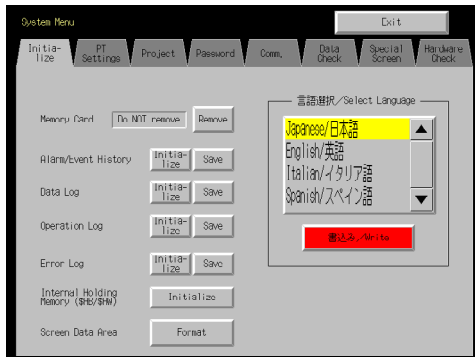 System Menu
Exit
Initia-
lize
PT
Settings
Project
Password
Comm.
Data
Check
Special
Screen
Hardware
Check
Memory Card
Do NOT remove
Remove
Alarm/Event History
Initia-
lize
Save
Data Log
Initia-
lize
Save
Operation Log
Initia-
lize
Save
Error Log
Initia-
lize
Save
Internal Holding
Memory ($HB/$HW)
Initialize
Screen Data Area
Format
言語選択/Select Language
Japanese/日本語
English/英語
Italian/イタリア語
Spanish/スペイン語
書込み/Write